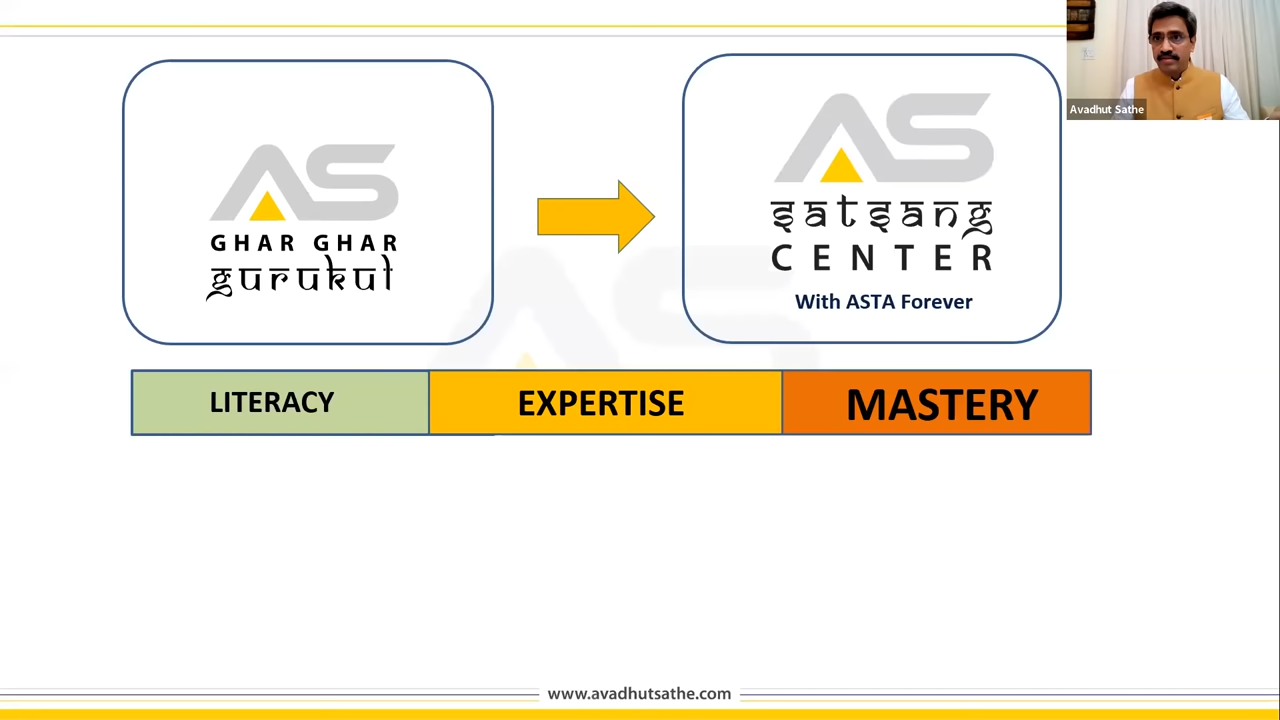 Avadhut Sathe
AS
GHAR GHAR
gurukul
AS
satsang
CENTER
With ASTA Forever
LITERACY
EXPERTISE
MASTERY
www.avadhutsathe.com